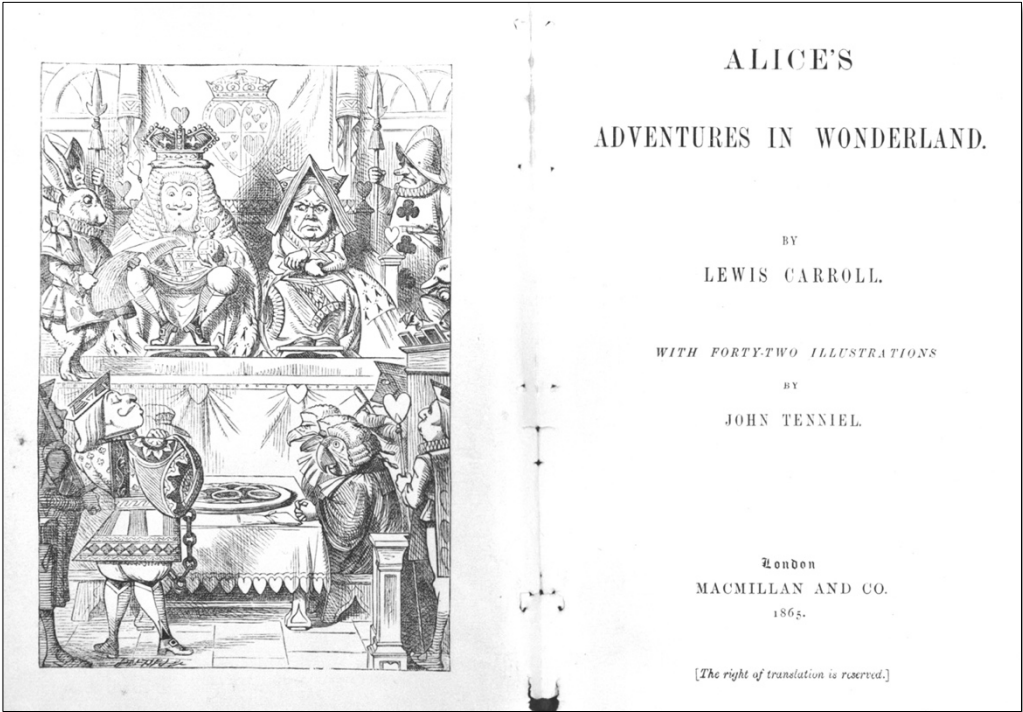 ALICE'S
ADVENTURES IN WONDERLAND.
BY
LEWIS CARROLL.
WITH FORTY-TWO ILLUSTRATIONS
BY
JOHN TENNIEL.
London
MACMILLAN AND CO.
1865.
[The right of translation is reserved.]